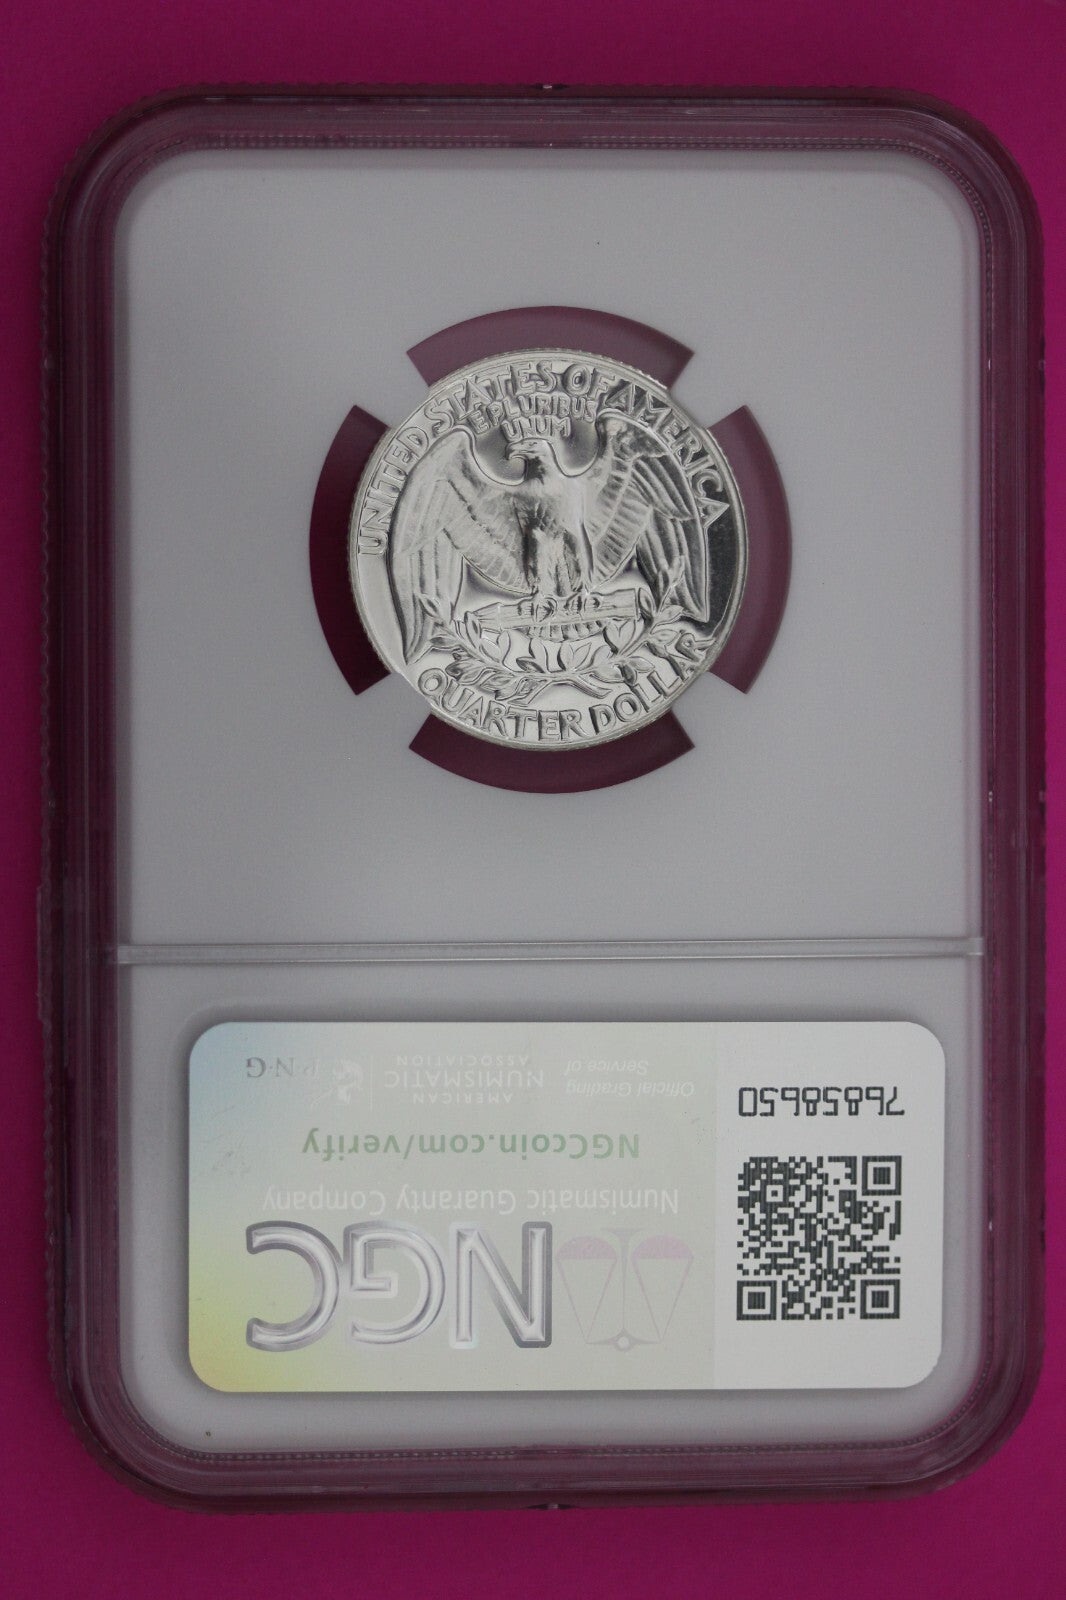 UNITED STATES OF AMERICA
E PLURIBUS
UNUM
QUARTER DOLLAR
NGC
Numismatic Guaranty Company
NGCcoin.com/verify
Official Grading
Service of
AMERICAN
NUMISMATIC
ASSOCIATION
P·N·G
76858650